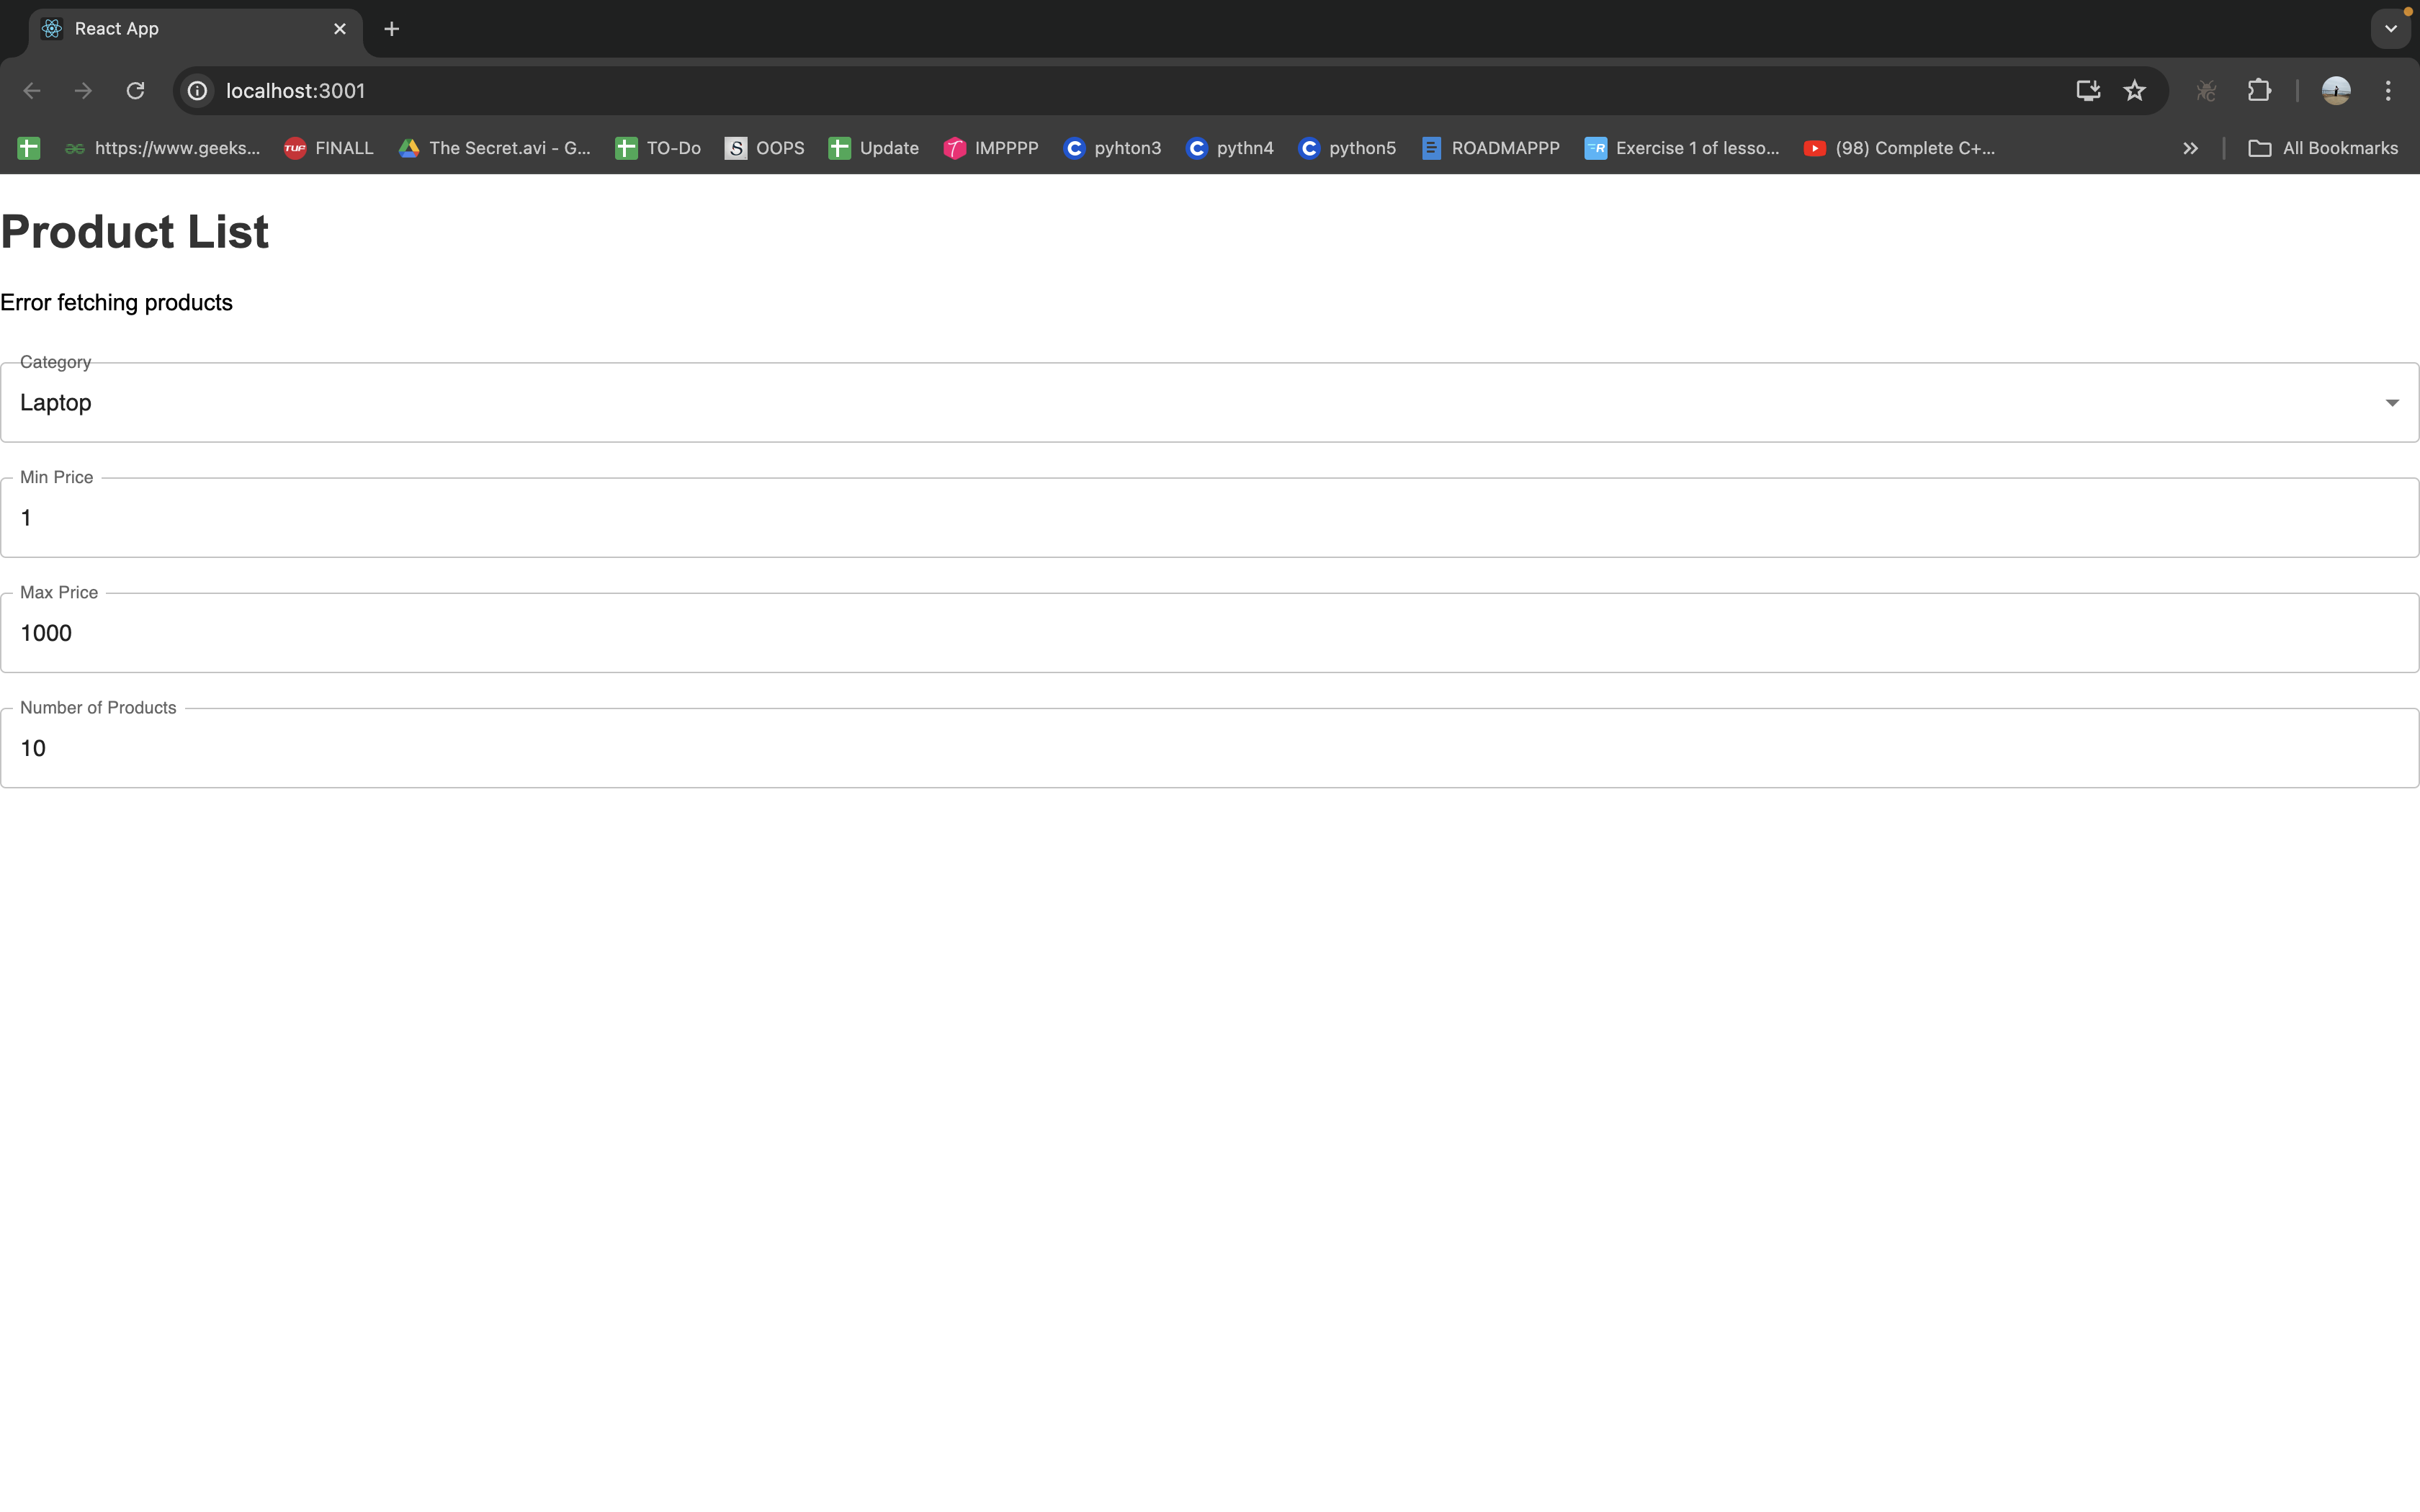 React App
localhost:3001
https://www.geeks... TUF FINALL The Secret.avi - G... TO-Do S OOPS Update IMPPPP C pyhton3 C pythn4 C python5 ROADMAPPP R Exercise 1 of lesso... (98) Complete C+... All Bookmarks
Product List
Error fetching products
Category
Laptop
Min Price
1
Max Price
1000
Number of Products
10